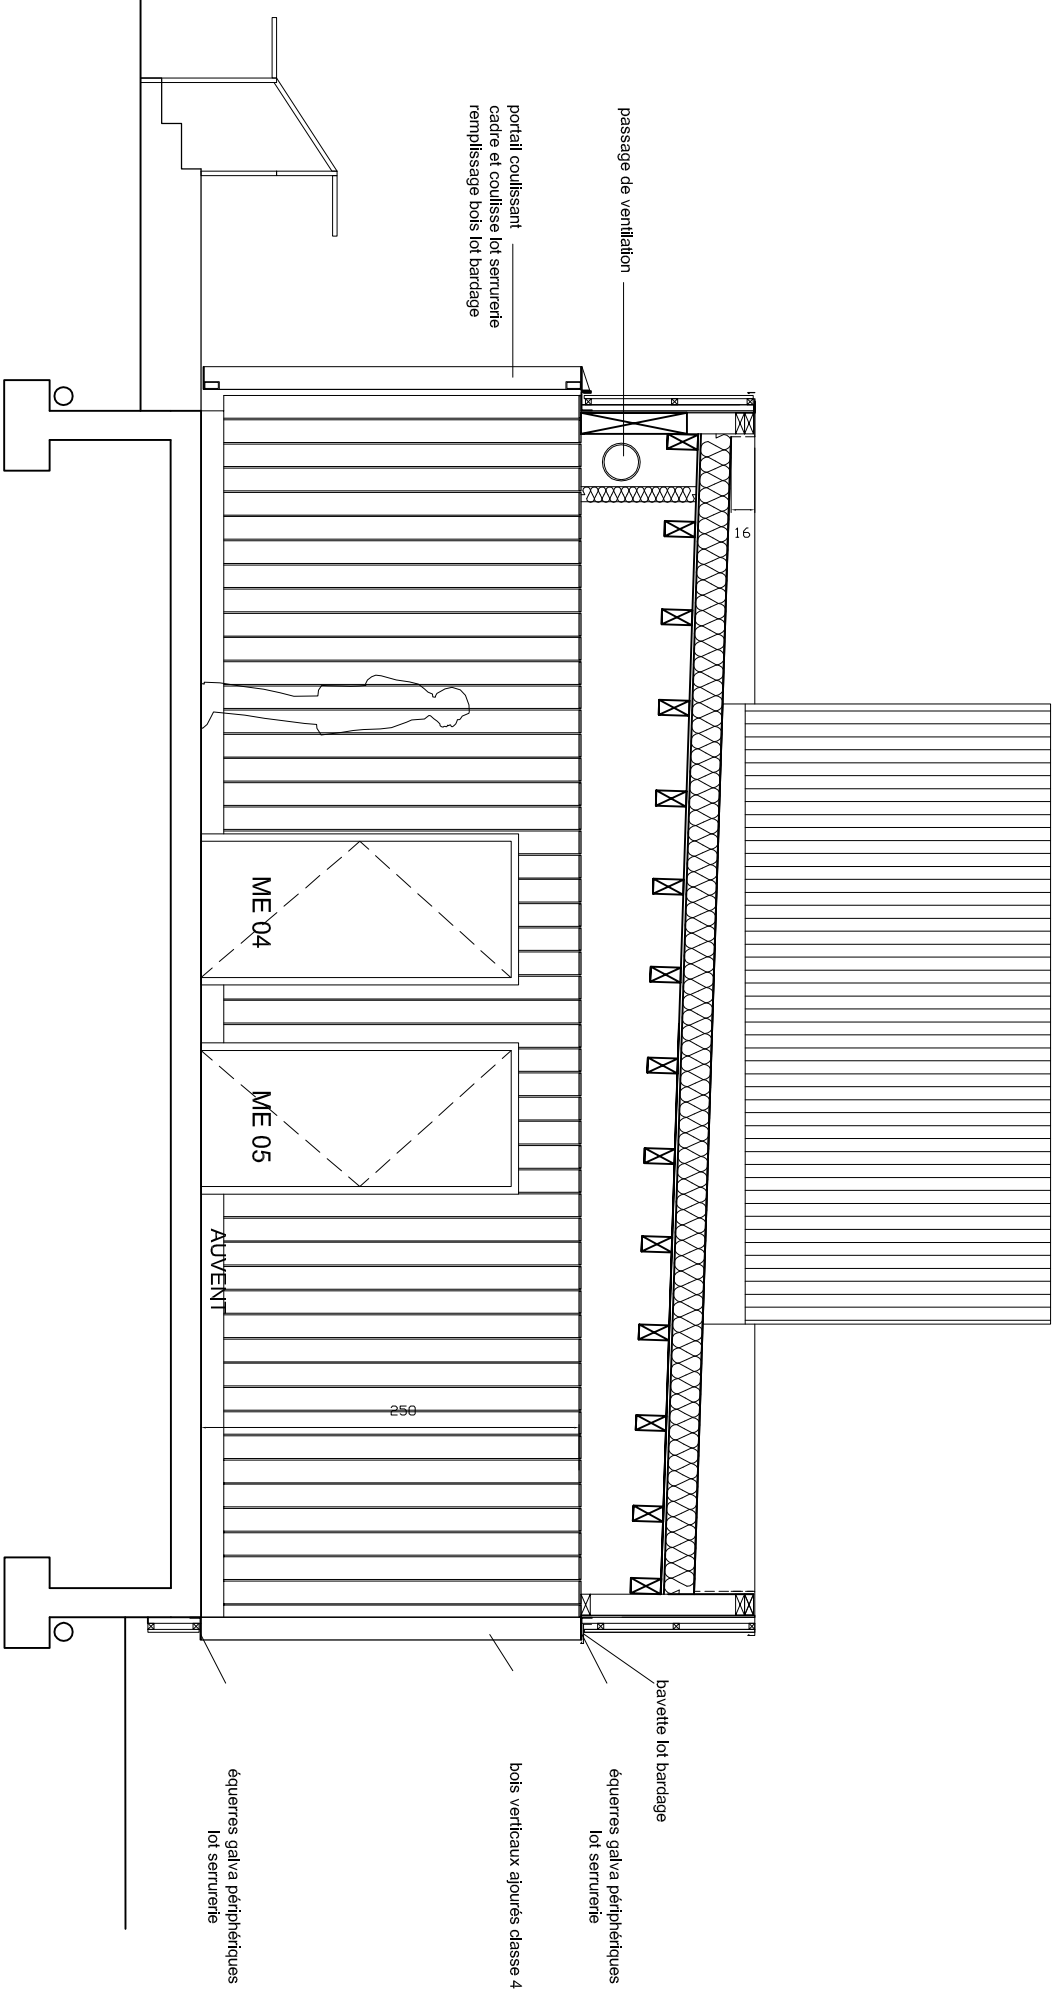 passage de ventilation
portail coulissant
cadre et coulisse lot serrurerie
remplissage bois lot bardage
16
ME 04
ME 05
AUVENT
250
bavette lot bardage
équerres galva périphériques
lot serrurerie
bois verticaux ajourés classe 4
équerres galva périphériques
lot serrurerie